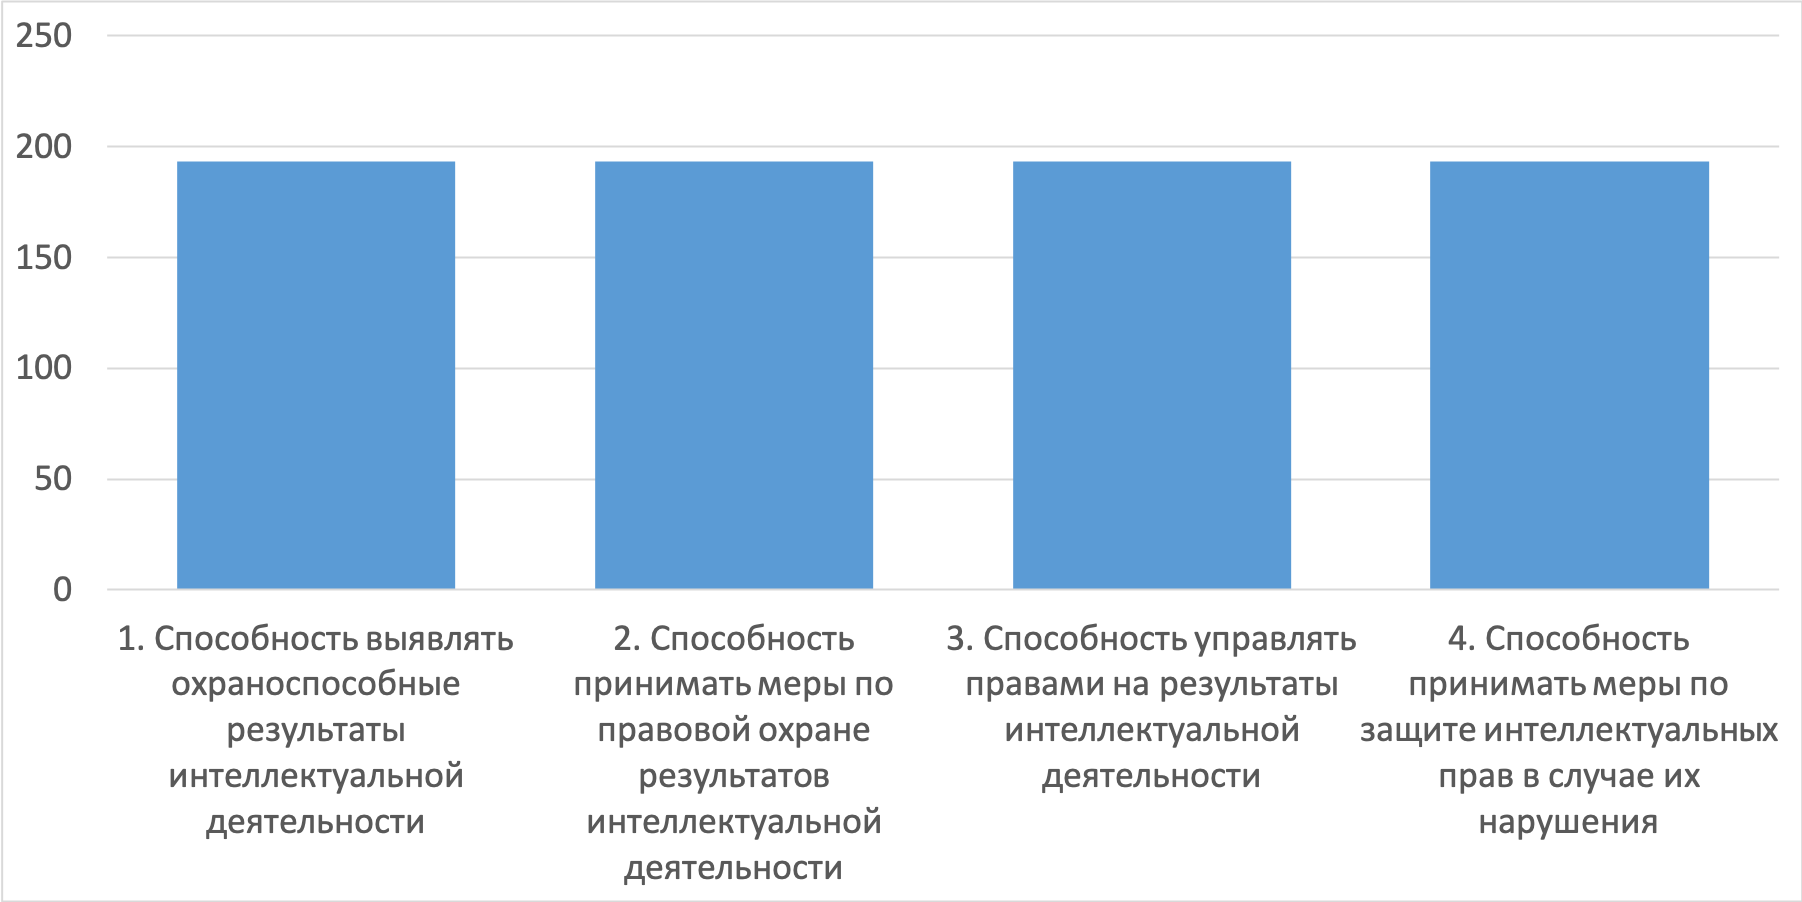 250
200
150
100
50
0
1. Способность выявлять
охраноспособные
результаты
интеллектуальной
деятельности
2. Способность
принимать меры по
правовой охране
результатов
интеллектуальной
деятельности
3. Способность управлять
правами на результаты
интеллектуальной
деятельности
4. Способность
принимать меры по
защите интеллектуальных
прав в случае их
нарушения